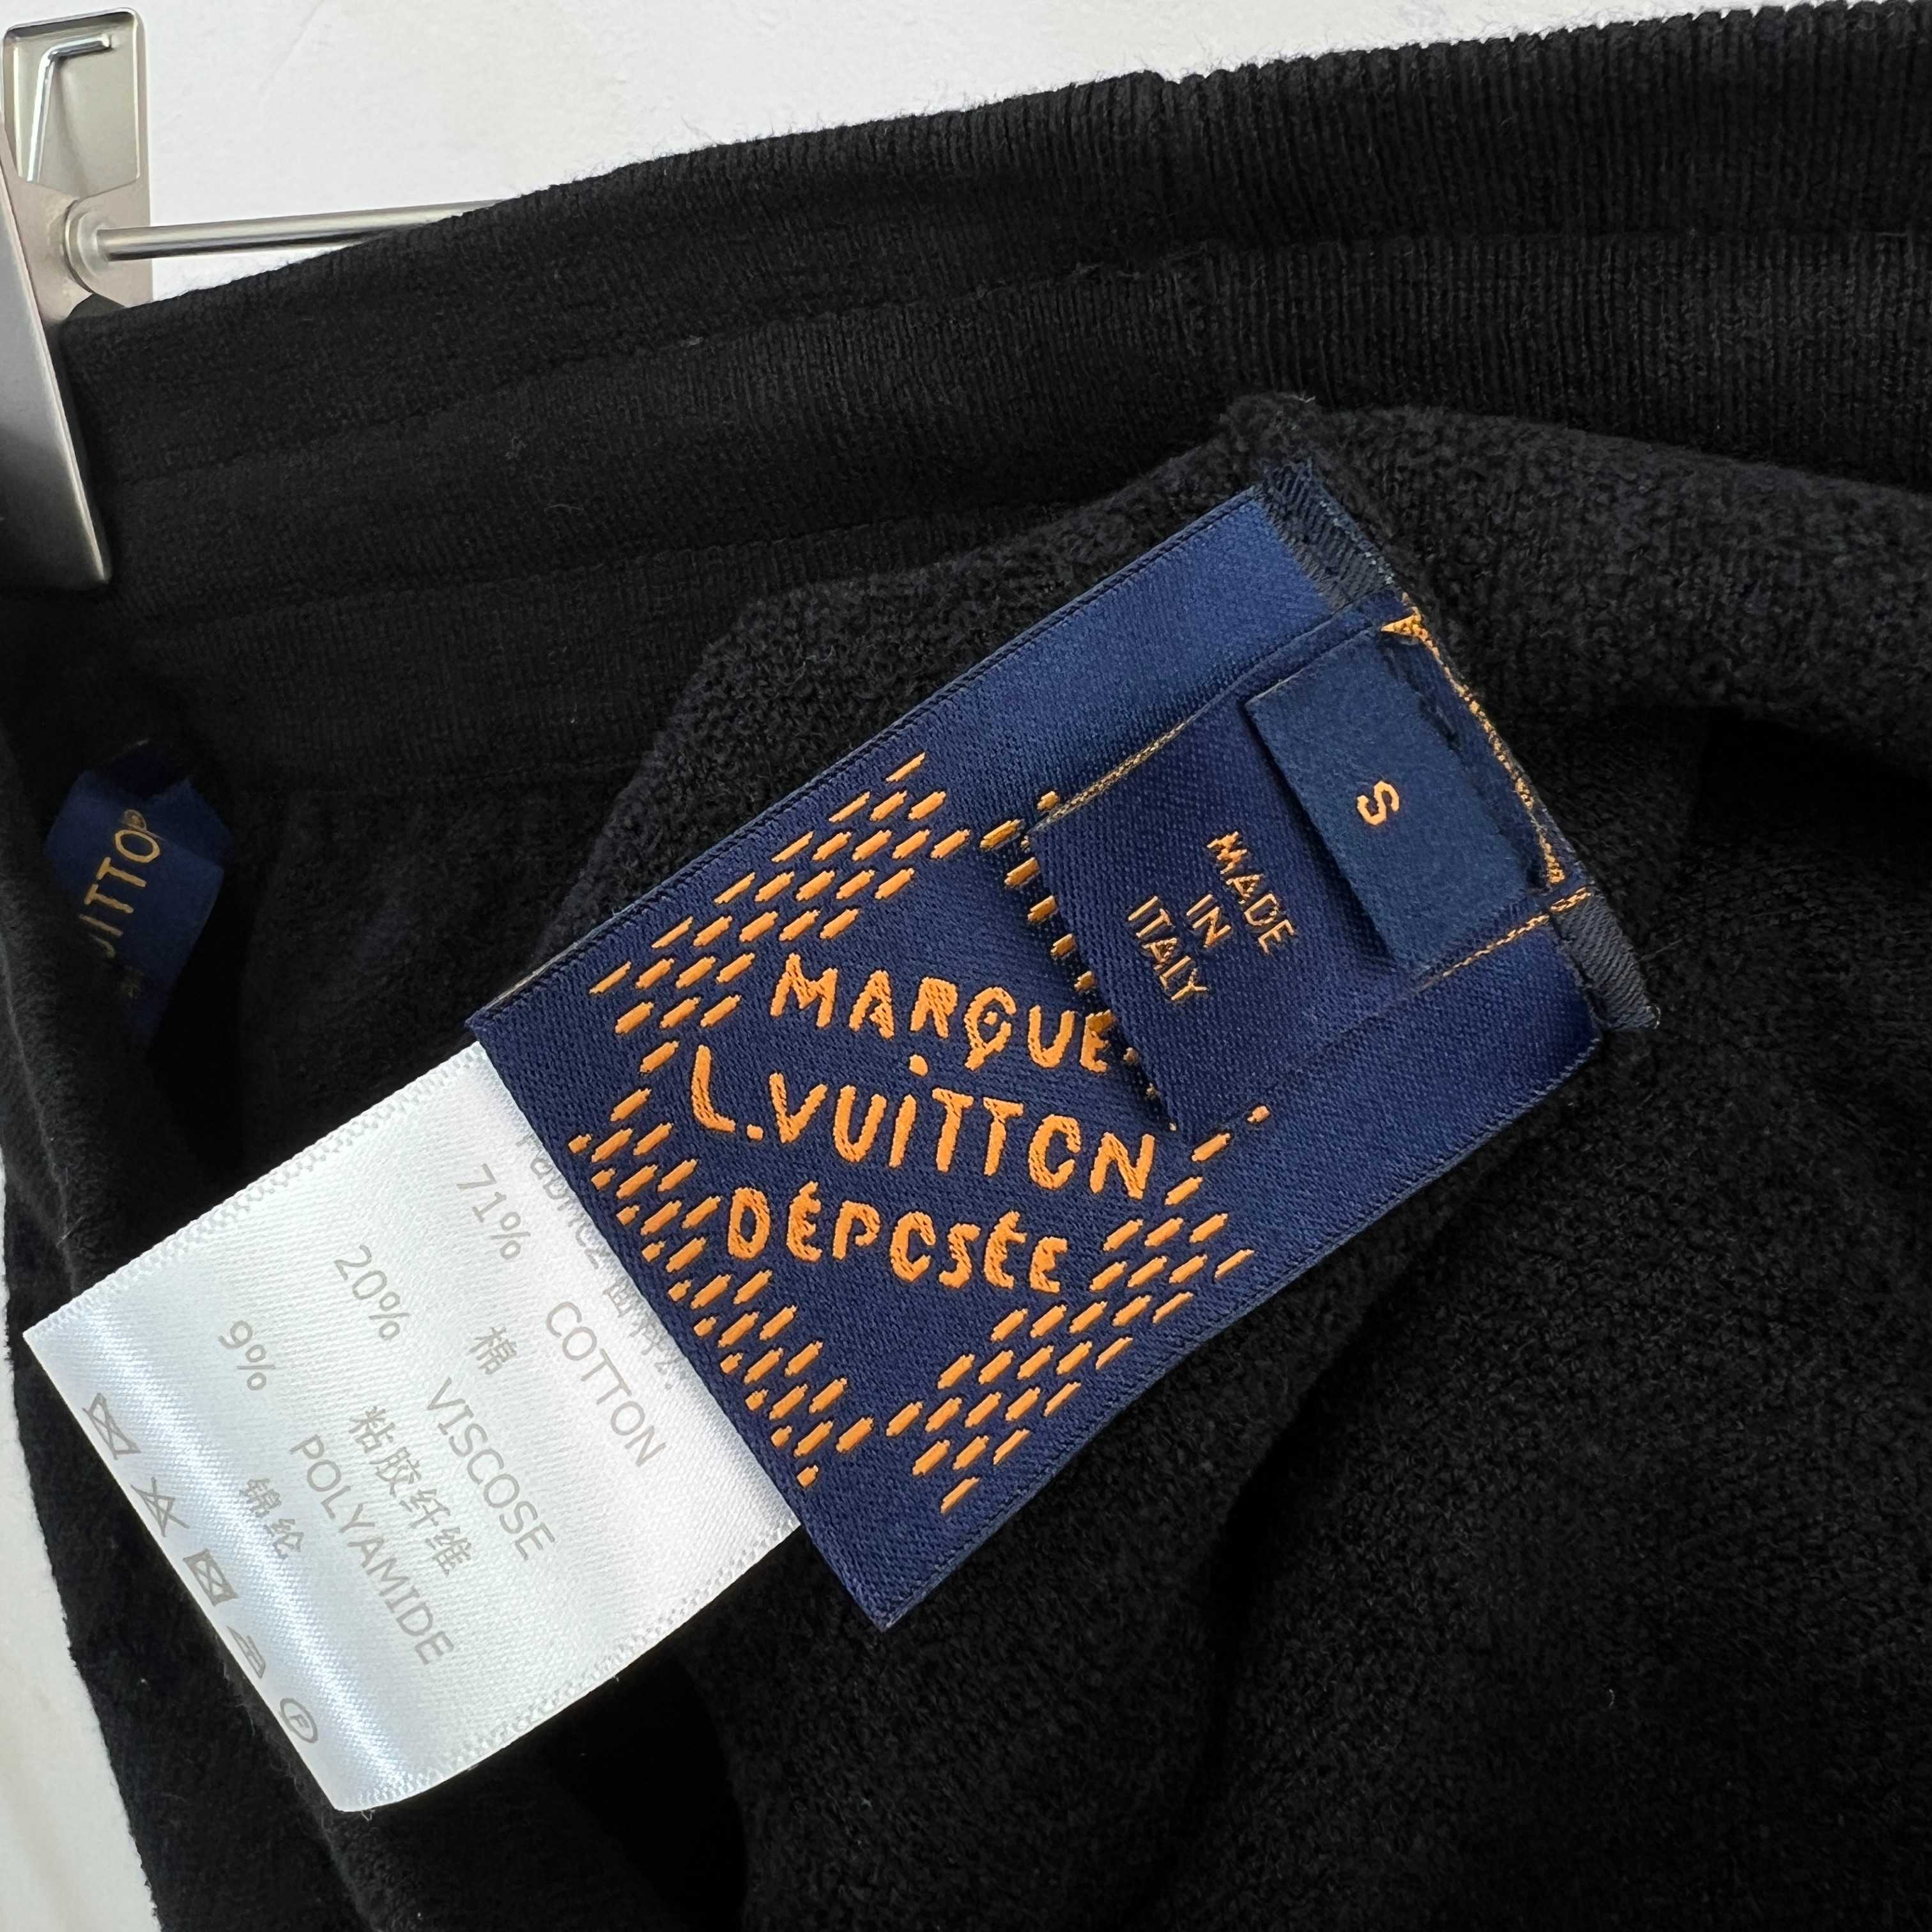 S
MADE
IN
ITALY
MARQUE
L.VUITTON
DÉPOSÉE
71% COTTON
棉
20% VISCOSE
粘胶纤维
9% POLYAMIDE
锦纶
P